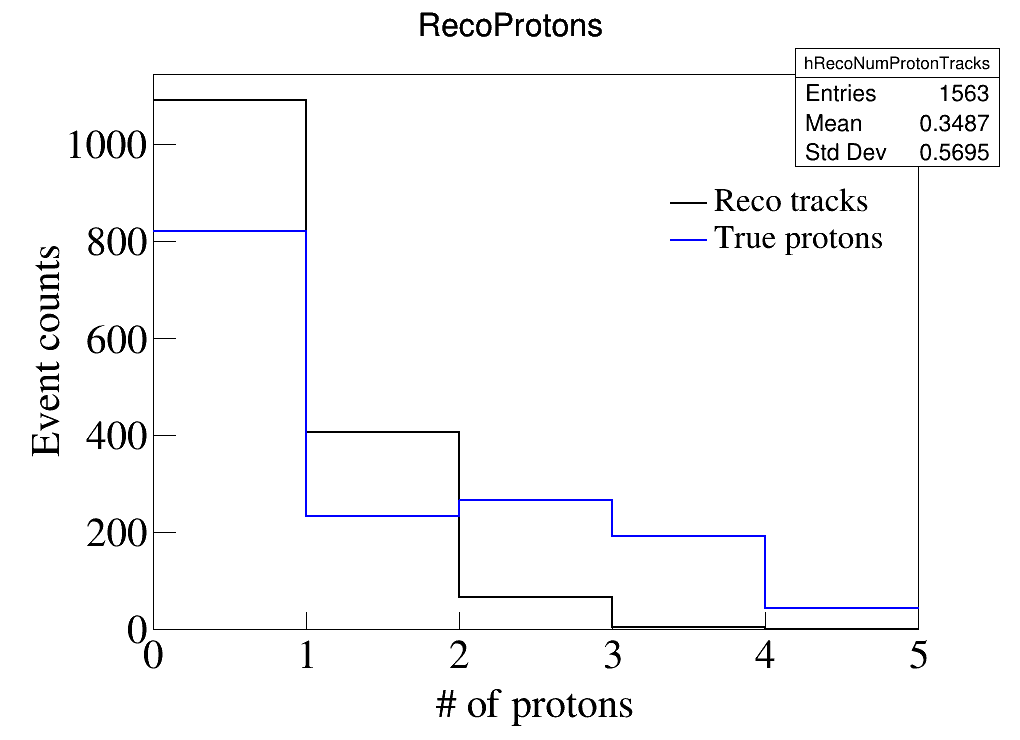 RecoProtons
hRecoNumProtonTracks
Entries 1563
Mean 0.3487
Std Dev 0.5695
Reco tracks
True protons
Event counts
1000
800
600
400
200
0
0 1 2 3 4 5
# of protons